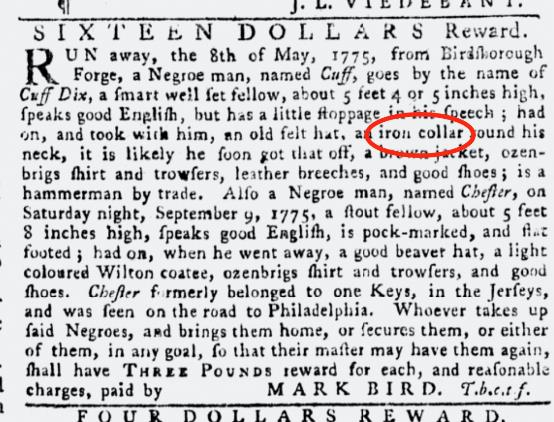 J. L. VIEDEBANT.
SIXTEEN DOLLARS Reward.
RUN away, the 8th of May, 1775, from Birdſborough
Forge, a Negroe man, named Cuff, goes by the name of
Cuff Dix, a ſmart well ſet fellow, about 5 feet 4 or 5 inches high,
ſpeaks good Engliſh, but has a little ſtoppage in his ſpeech ; had
on, and took with him, an old felt hat, an iron collar round his
neck, it is likely he ſoon got that off, a brown jacket, ozen-
brigs ſhirt and trowſers, leather breeches, and good ſhoes ; is a
hammerman by trade. Alſo a Negroe man, named Cheſter, on
Saturday night, September 9, 1775, a ſtout fellow, about 5 feet
8 inches high, ſpeaks good Engliſh, is pock-marked, and flat
footed ; had on, when he went away, a good beaver hat, a light
coloured Wilton coatee, ozenbrigs ſhirt and trowſers, and good
ſhoes. Cheſter formerly belonged to one Keys, in the Jerſeys,
and was ſeen on the road to Philadelphia. Whoever takes up
ſaid Negroes, and brings them home, or ſecures them, or either
of them, in any goal, ſo that their maſter may have them again,
ſhall have THREE POUNDS reward for each, and reaſonable
charges, paid by MARK BIRD. T.b.c.t.f.
FOUR DOLLARS REWARD.